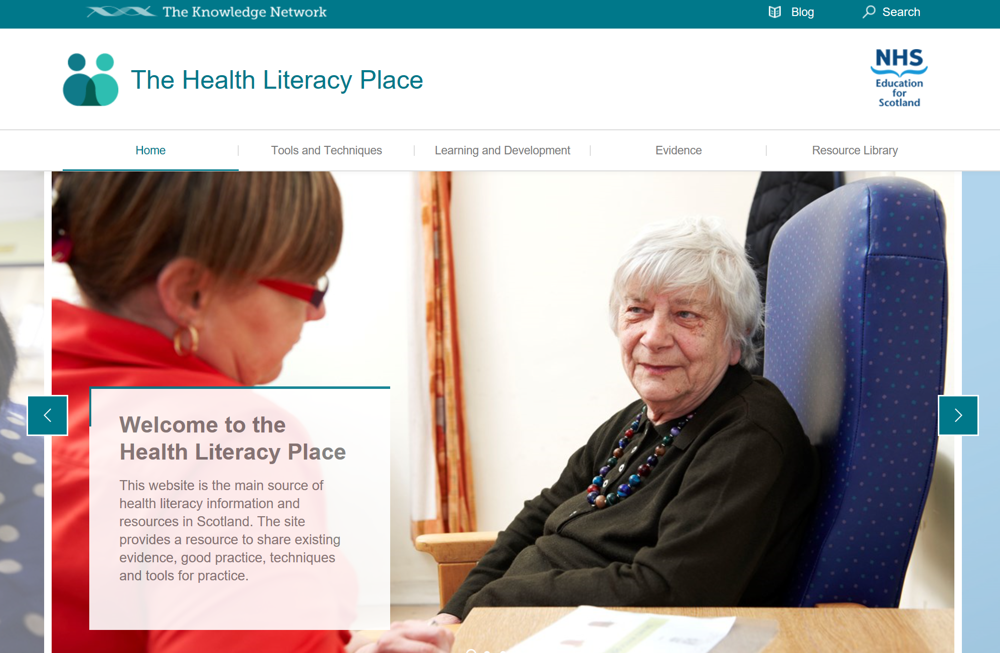 The Knowledge Network
Blog
Search
The Health Literacy Place
NHS
Education
for
Scotland
Home
Tools and Techniques
Learning and Development
Evidence
Resource Library
Welcome to the
Health Literacy Place
This website is the main source of
health literacy information and
resources in Scotland. The site
provides a resource to share existing
evidence, good practice, techniques
and tools for practice.